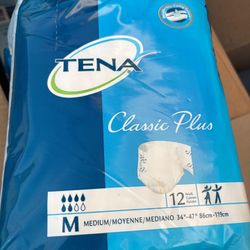 TENA
Classic Plus
12
M
MEDIUM/MOYENNE/MEDIANO 34"-47" 86cm-119cm